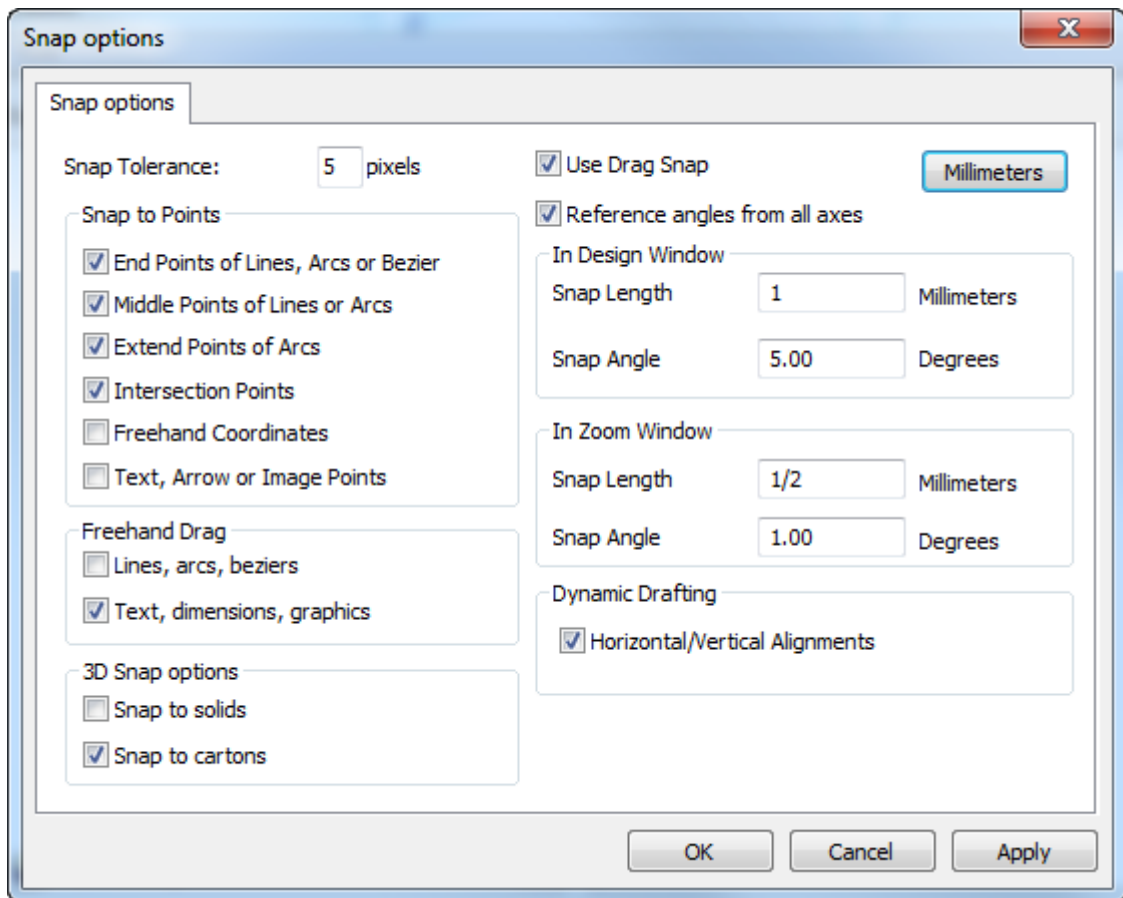 Snap options
X
Snap options
Snap Tolerance: 5 pixels
Snap to Points
End Points of Lines, Arcs or Bezier
Middle Points of Lines or Arcs
Extend Points of Arcs
Intersection Points
Freehand Coordinates
Text, Arrow or Image Points
Freehand Drag
Lines, arcs, beziers
Text, dimensions, graphics
3D Snap options
Snap to solids
Snap to cartons
Use Drag Snap
Millimeters
Reference angles from all axes
In Design Window
Snap Length 1 Millimeters
Snap Angle 5.00 Degrees
In Zoom Window
Snap Length 1/2 Millimeters
Snap Angle 1.00 Degrees
Dynamic Drafting
Horizontal/Vertical Alignments
OK Cancel Apply